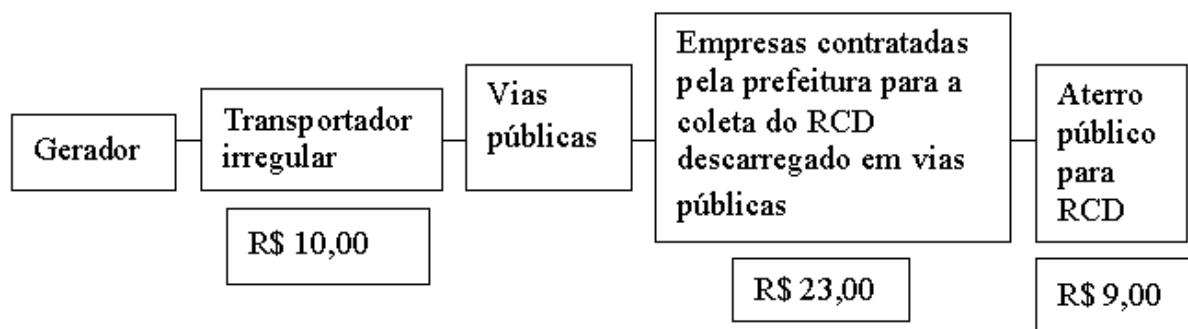 Gerador
Transportador
irregular
R$ 10,00
Vias
públicas
Empresas contratadas
pela prefeitura para a
coleta do RCD
descarregado em vias
públicas
R$ 23,00
Aterro
público
para
RCD
R$ 9,00